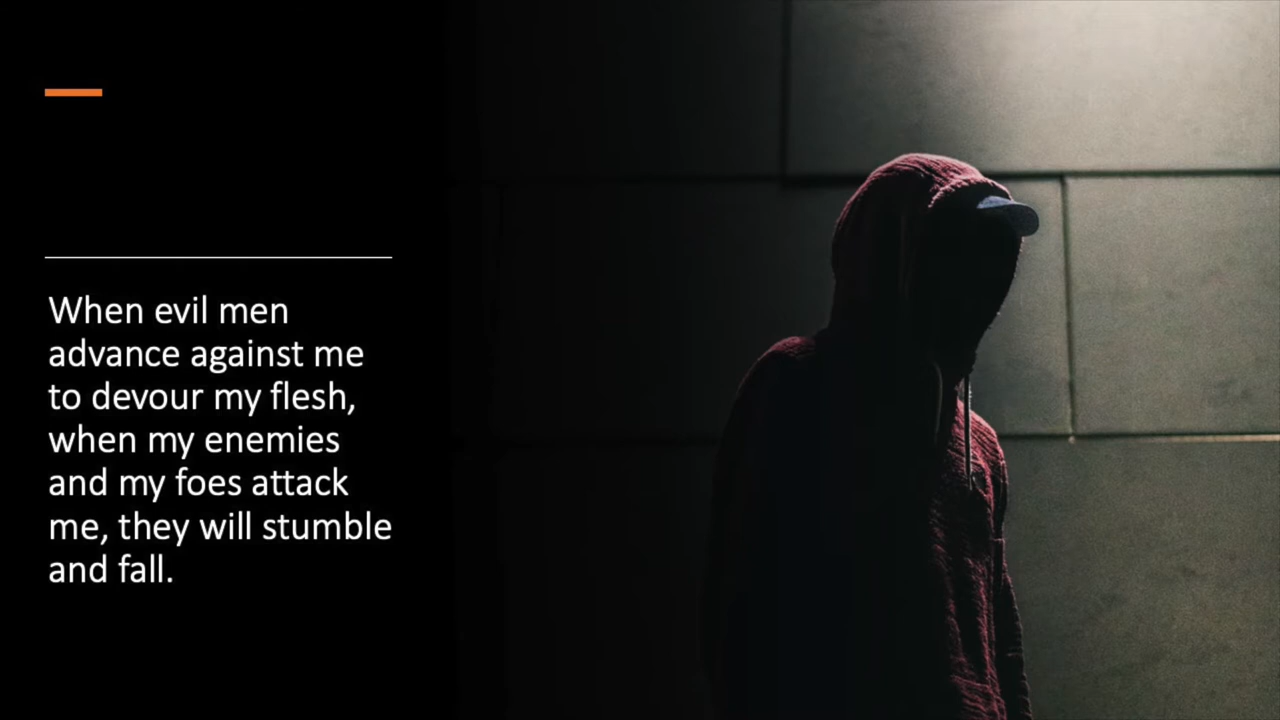 When evil men
advance against me
to devour my flesh,
when my enemies
and my foes attack
me, they will stumble
and fall.